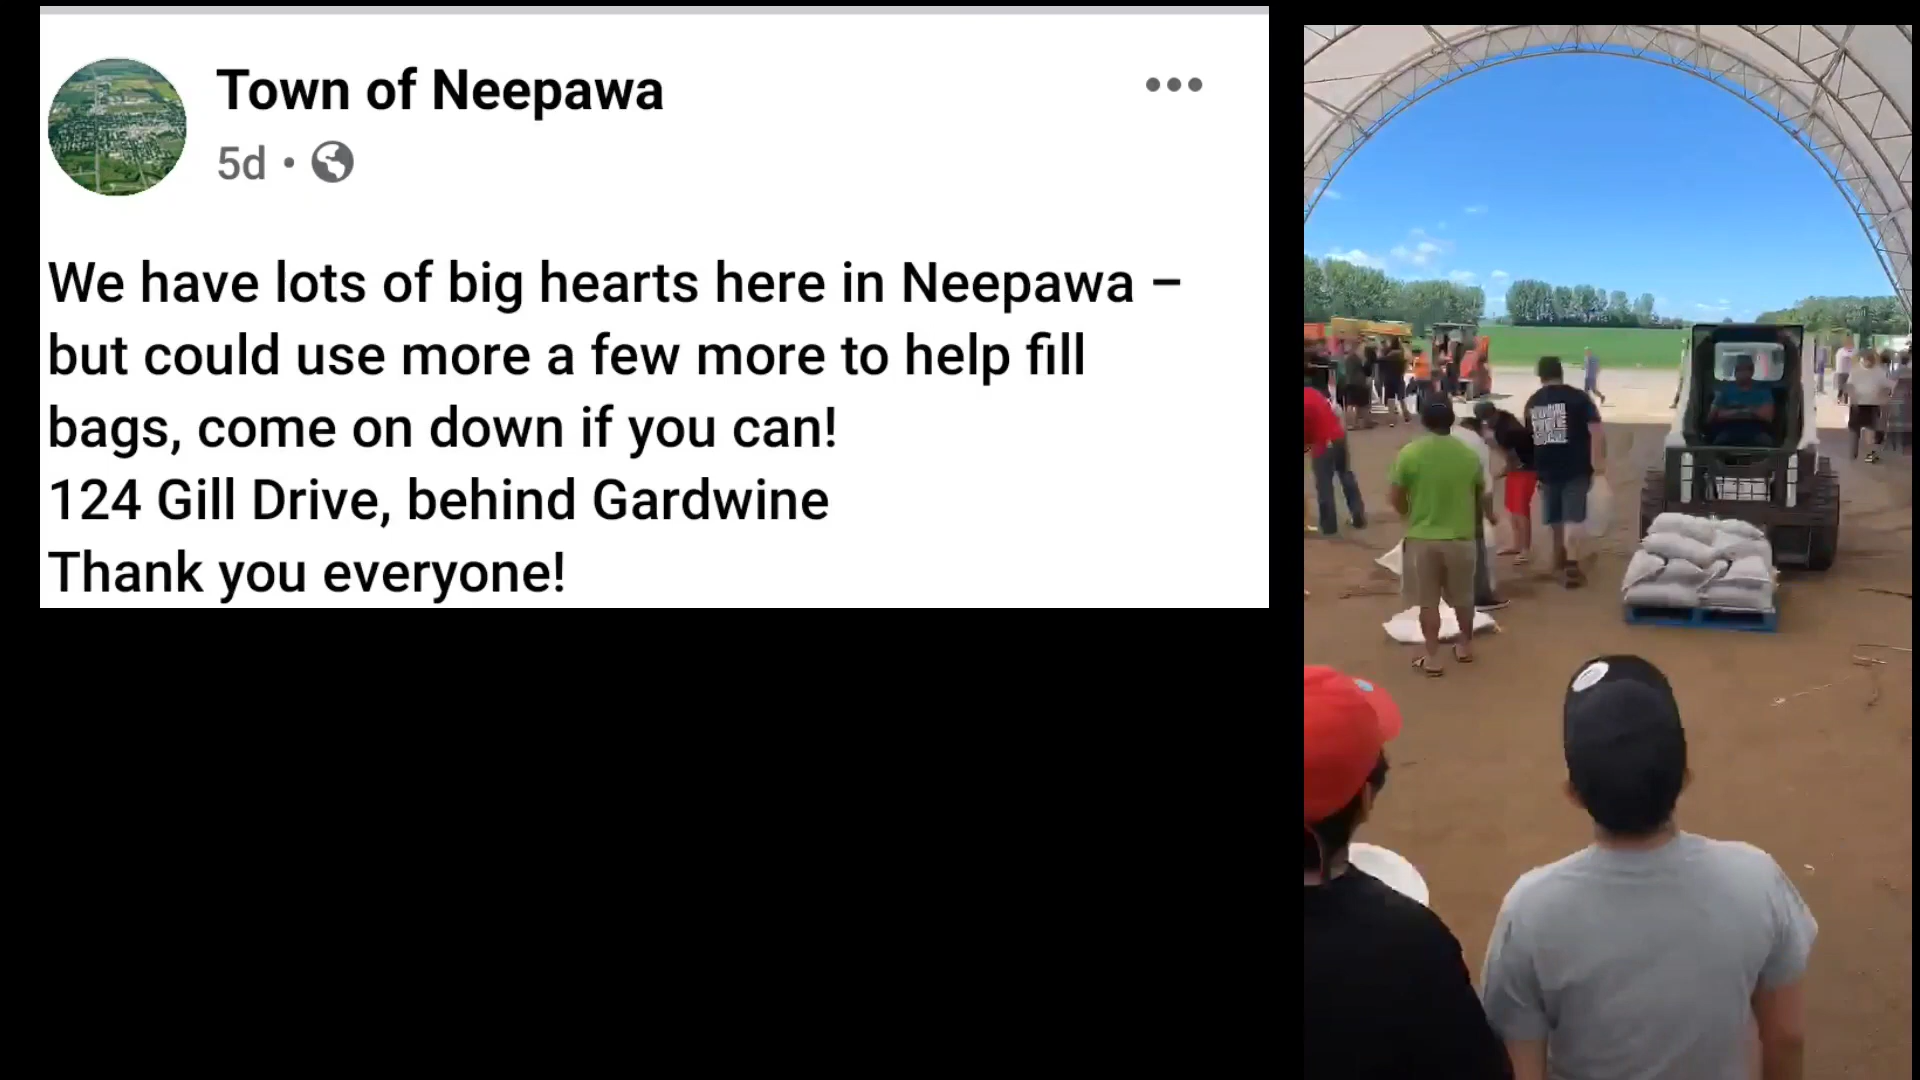 Town of Neepawa
5d •
We have lots of big hearts here in Neepawa –
but could use more a few more to help fill
bags, come on down if you can!
124 Gill Drive, behind Gardwine
Thank you everyone!